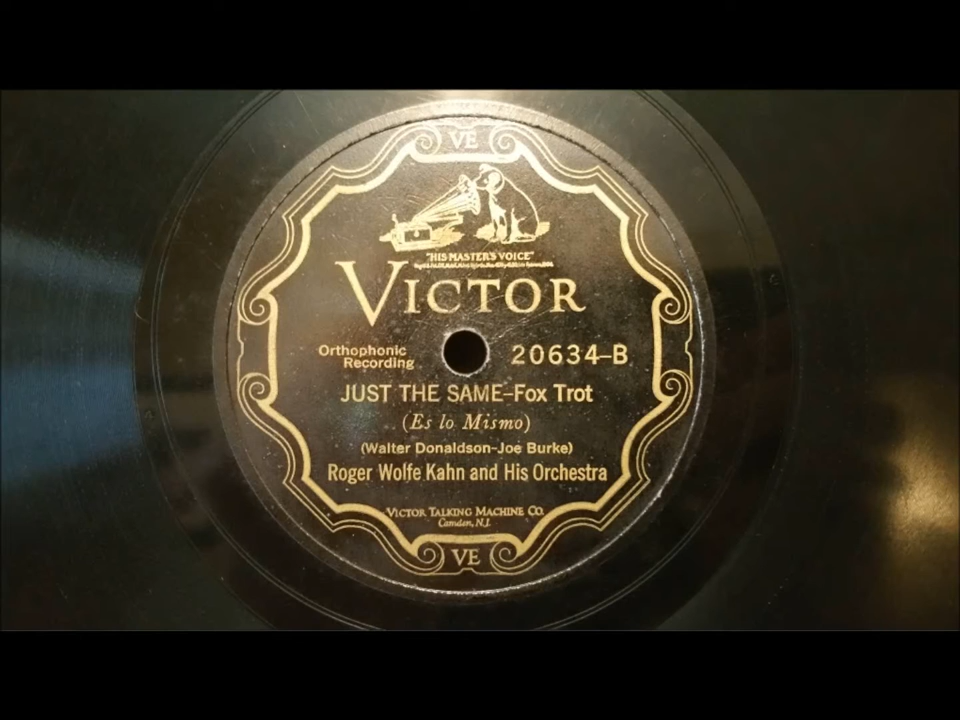 VE
"HIS MASTER'S VOICE"
VICTOR
Orthophonic
Recording
20634-B
JUST THE SAME-Fox Trot
(Es lo Mismo)
(Walter Donaldson-Joe Burke)
Roger Wolfe Kahn and His Orchestra
VICTOR TALKING MACHINE CO.
Camden, N.J.
VE